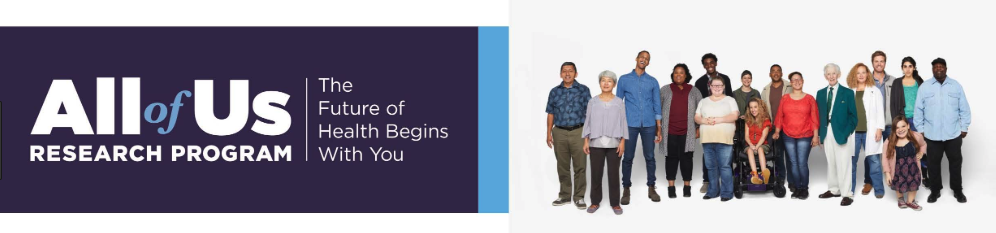 All of Us
RESEARCH PROGRAM
The
Future of
Health Begins
With You